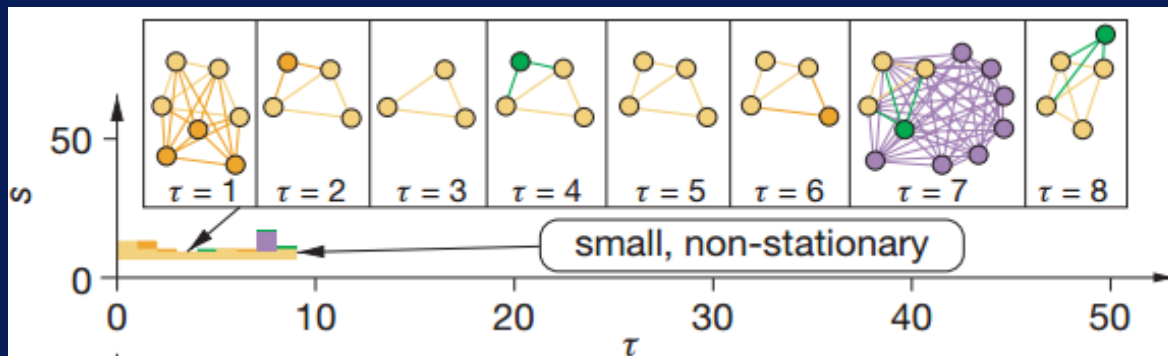 τ = 1 τ = 2 τ = 3 τ = 4 τ = 5 τ = 6 τ = 7 τ = 8
50
s
small, non-stationary
0
0 10 20 30 40 50
τ